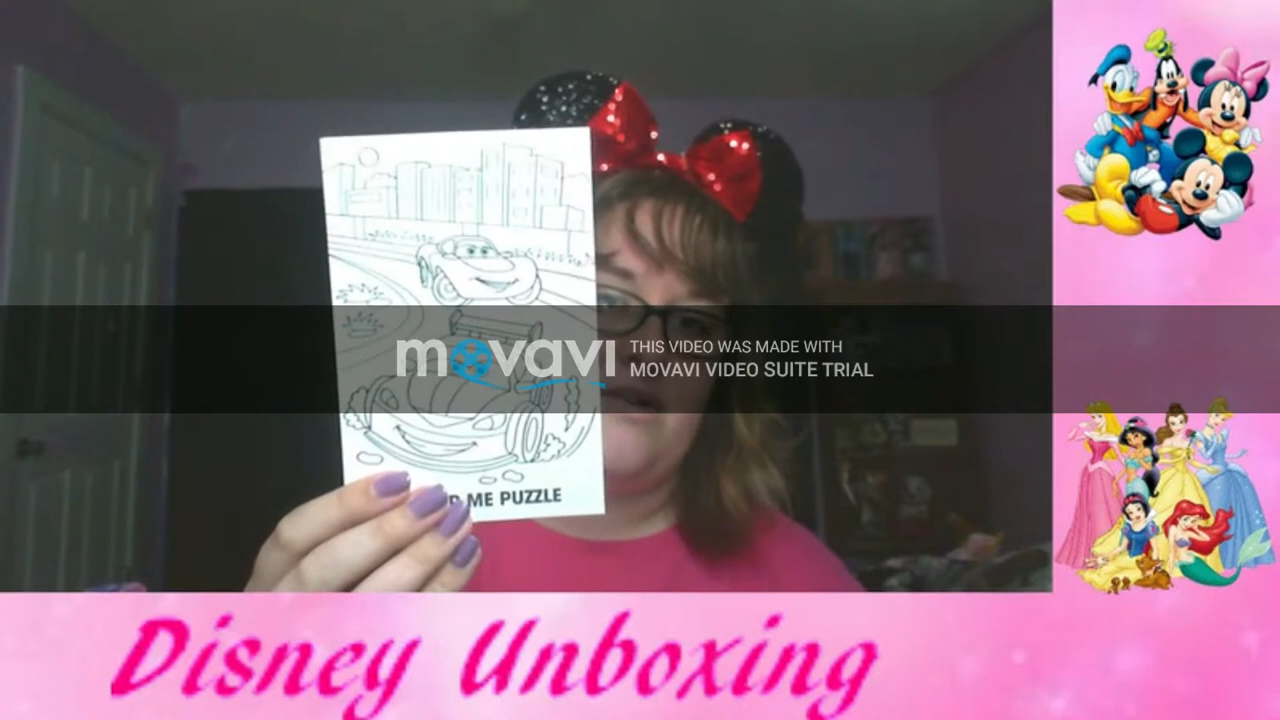 movavi
THIS VIDEO WAS MADE WITH
MOVAVI VIDEO SUITE TRIAL
ME PUZZLE
Disney Unboxing